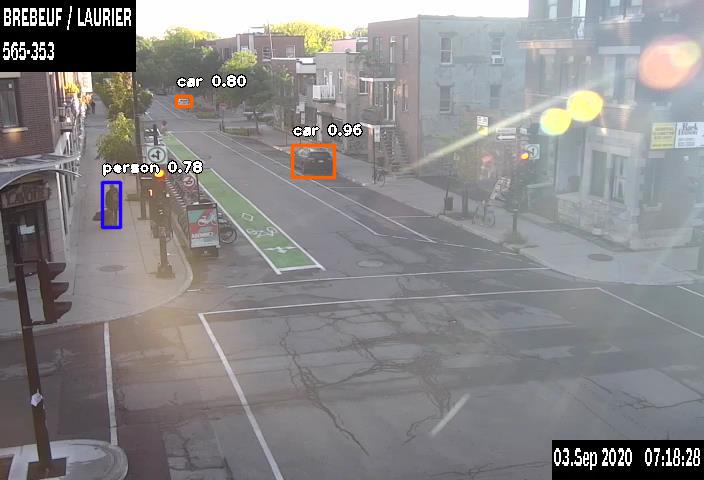 BREBEUF / LAURIER
565-353
car 0.80
car 0.96
person 0.78
03.Sep 2020 07:18:28